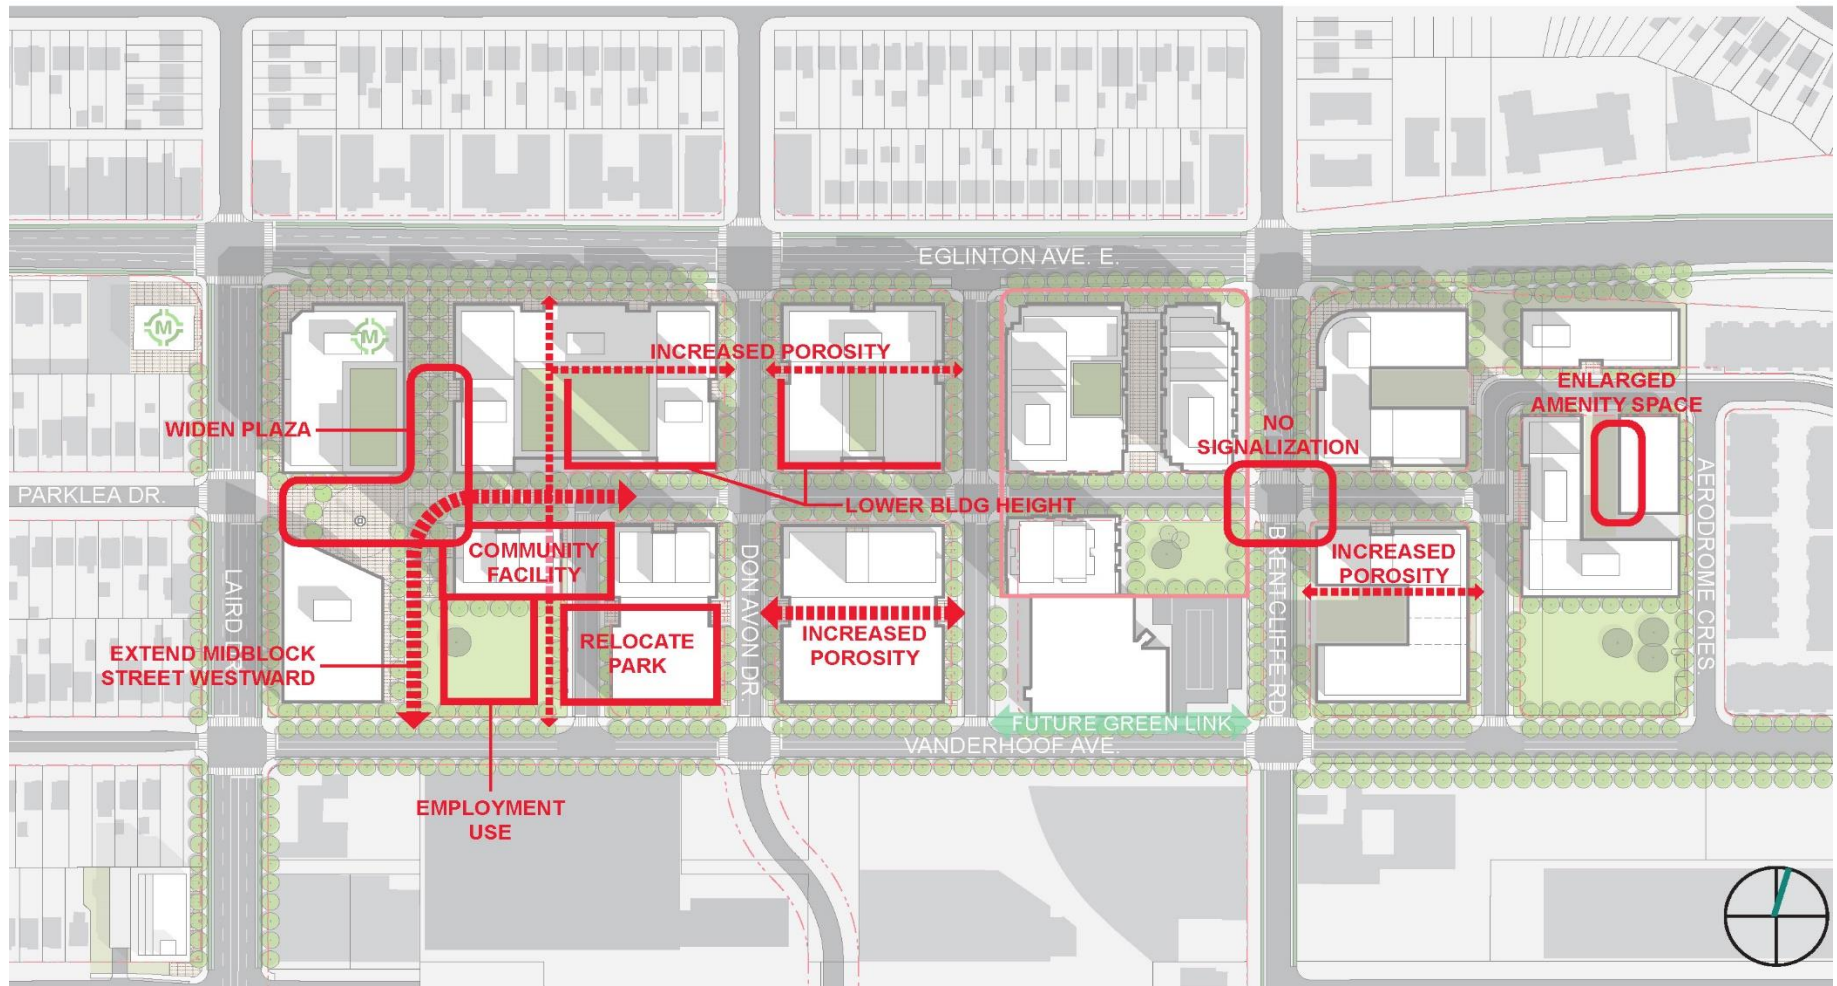 EGLINTON AVE. E.
M
M
INCREASED POROSITY
ENLARGED
AMENITY SPACE
WIDEN PLAZA
NO
SIGNALIZATION
PARKLEA DR.
LOWER BLDG HEIGHT
AERODROME CRES.
COMMUNITY
FACILITY
LAIRD DR.
DON AVON DR.
BRENTCLIFFE RD
INCREASED
POROSITY
EXTEND MIDBLOCK
STREET WESTWARD
RELOCATE
PARK
INCREASED
POROSITY
FUTURE GREEN LINK
VANDERHOOF AVE.
EMPLOYMENT
USE